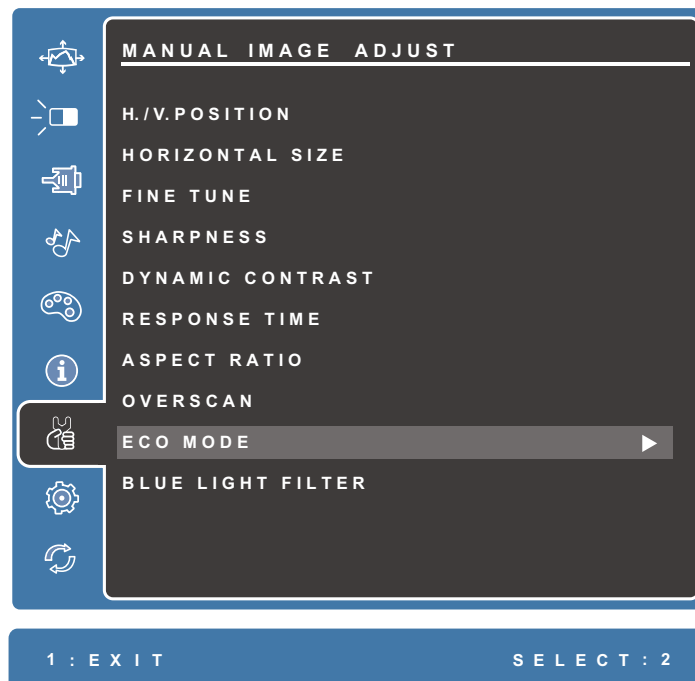 MANUAL IMAGE ADJUST
H./V.POSITION
HORIZONTAL SIZE
FINE TUNE
SHARPNESS
DYNAMIC CONTRAST
RESPONSE TIME
ASPECT RATIO
OVERSCAN
ECO MODE
BLUE LIGHT FILTER
1 : EXIT SELECT : 2